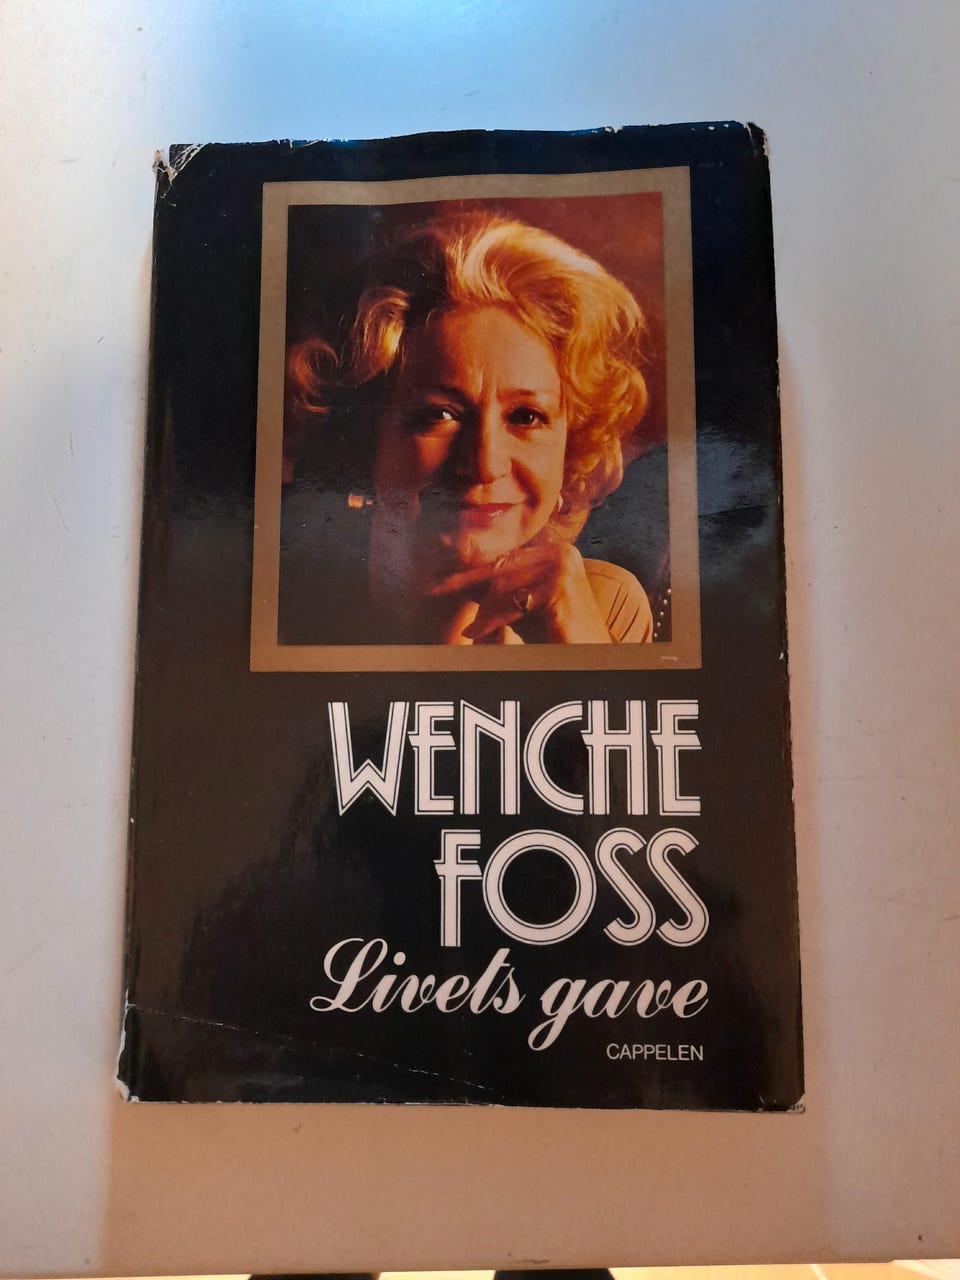 WENCHE
FOSS
Livets gave
CAPPELEN